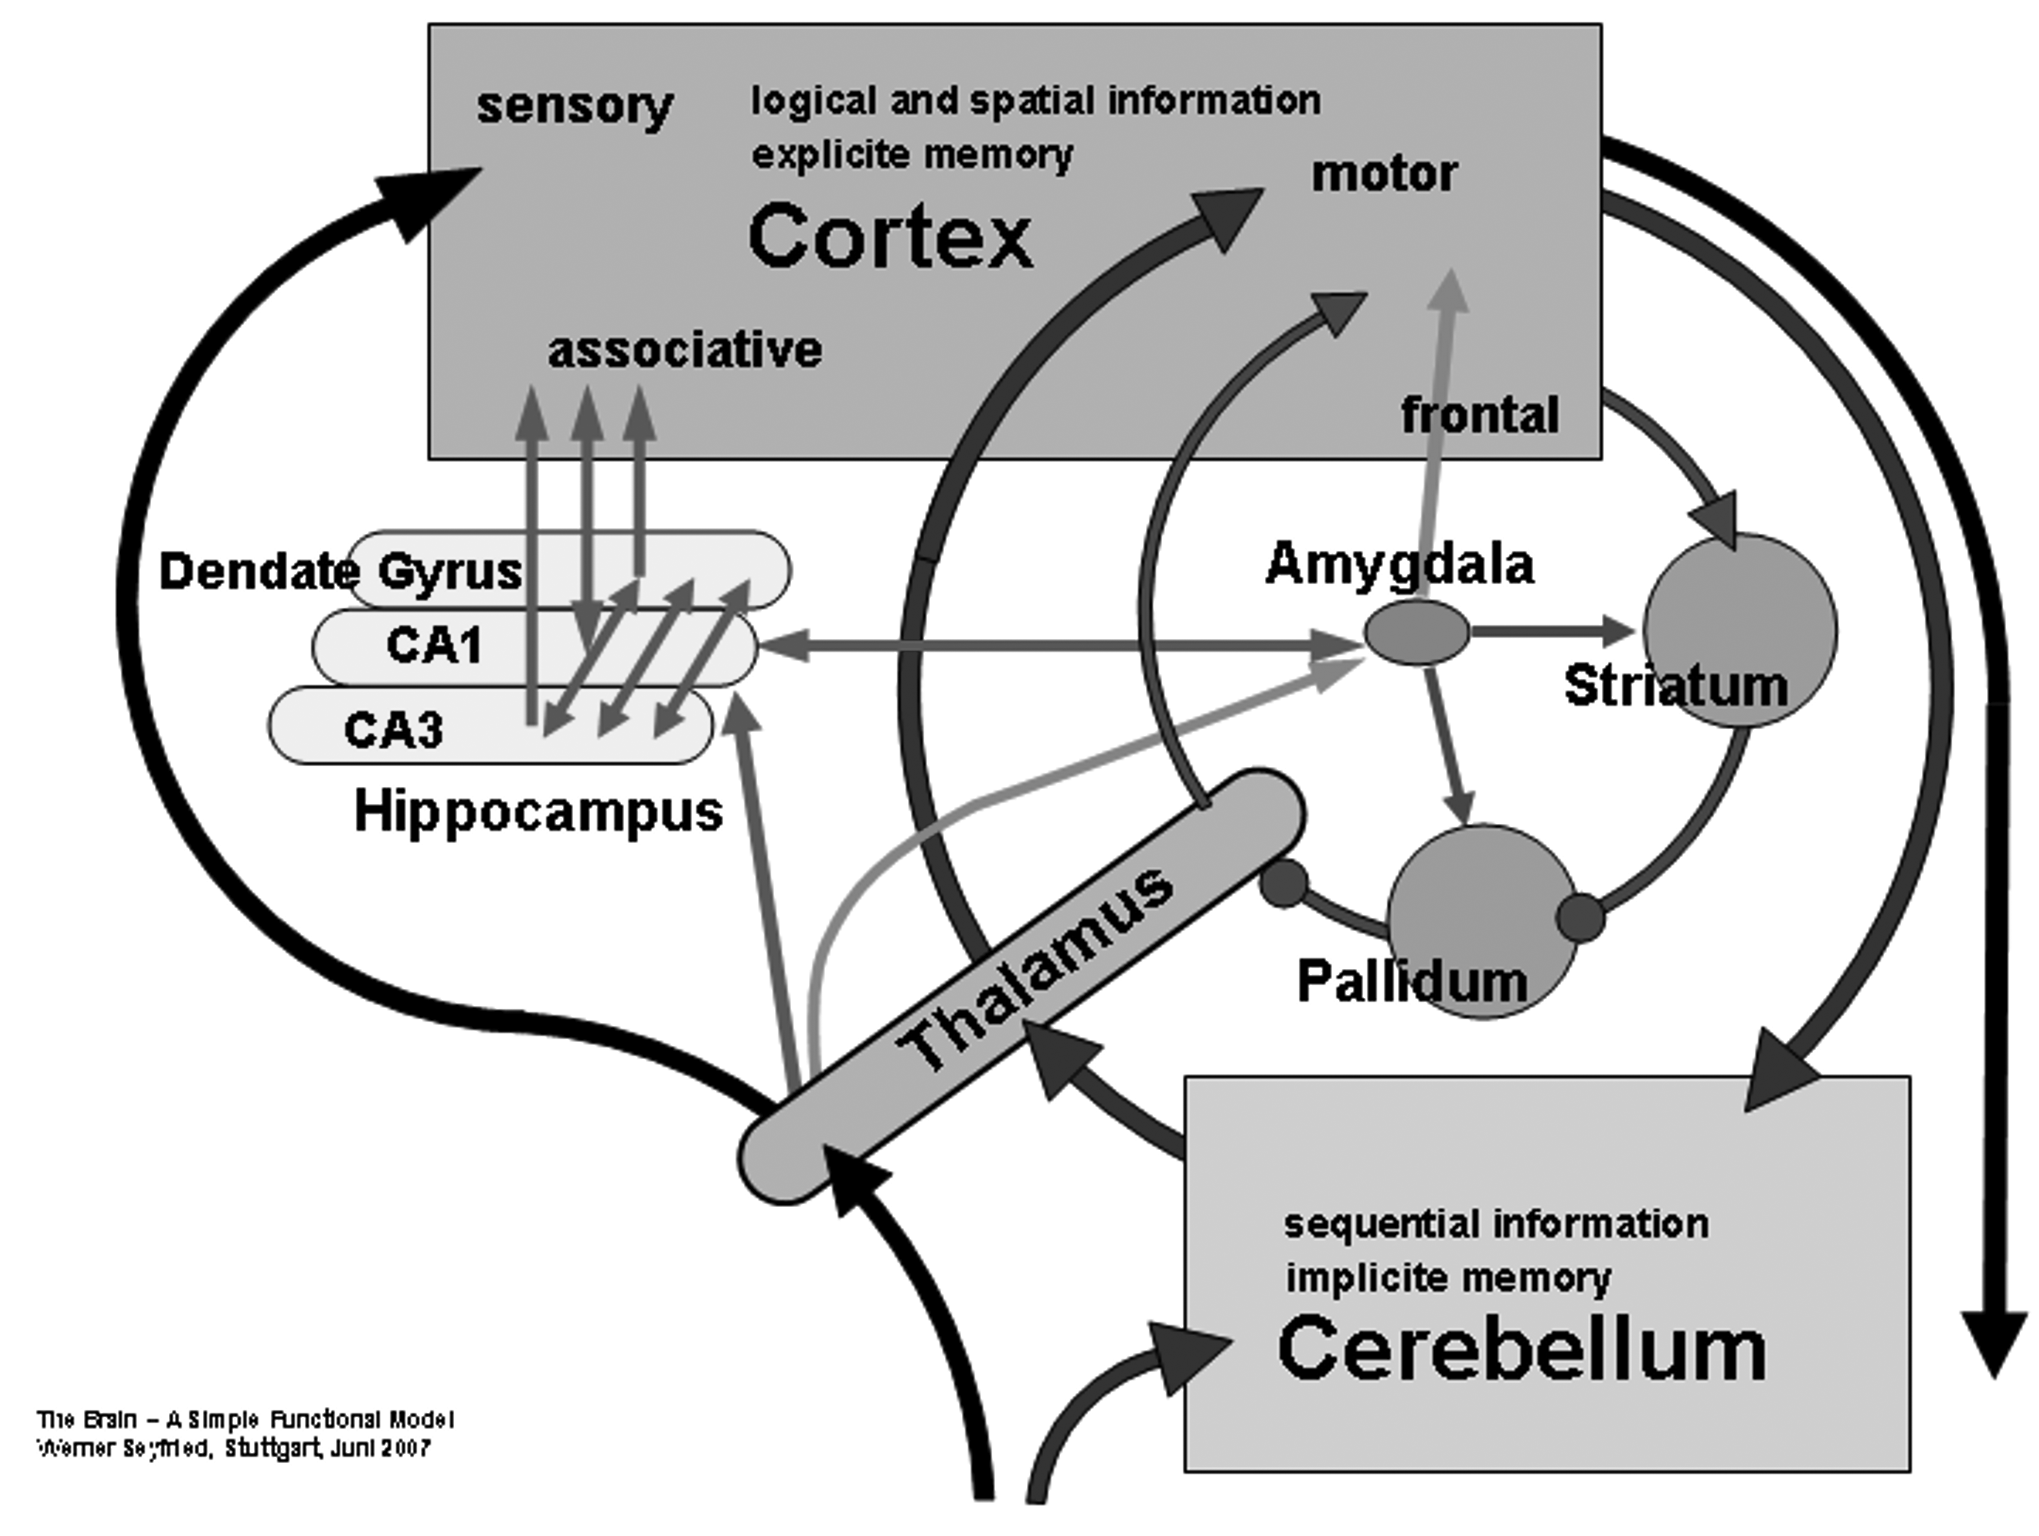 sensory
logical and spatial information
explicite memory
motor
Cortex
associative
frontal
Dendate Gyrus
Amygdala
CA1
Striatum
CA3
Hippocampus
Thalamus
Pallidum
sequential information
implicite memory
Cerebellum
The Brain – A Simple Functional Model
Werner Seyfried, Stuttgart, Juni 2007